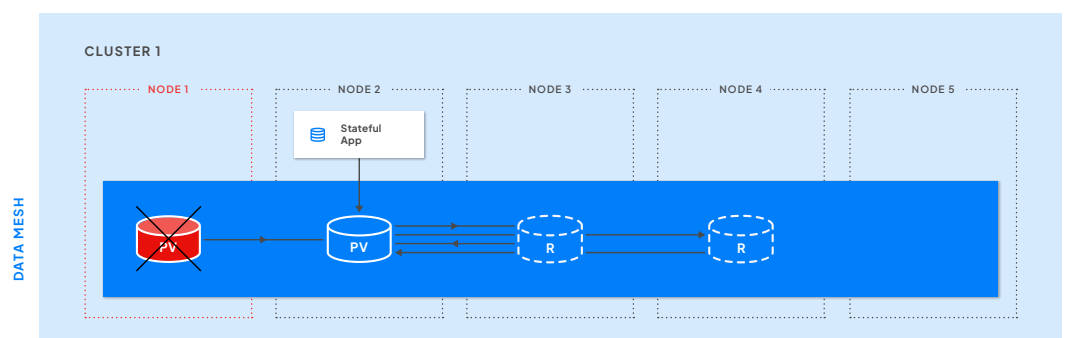 CLUSTER 1
NODE 1
NODE 2
NODE 3
NODE 4
NODE 5
Stateful
App
DATA MESH
PV
PV
R
R